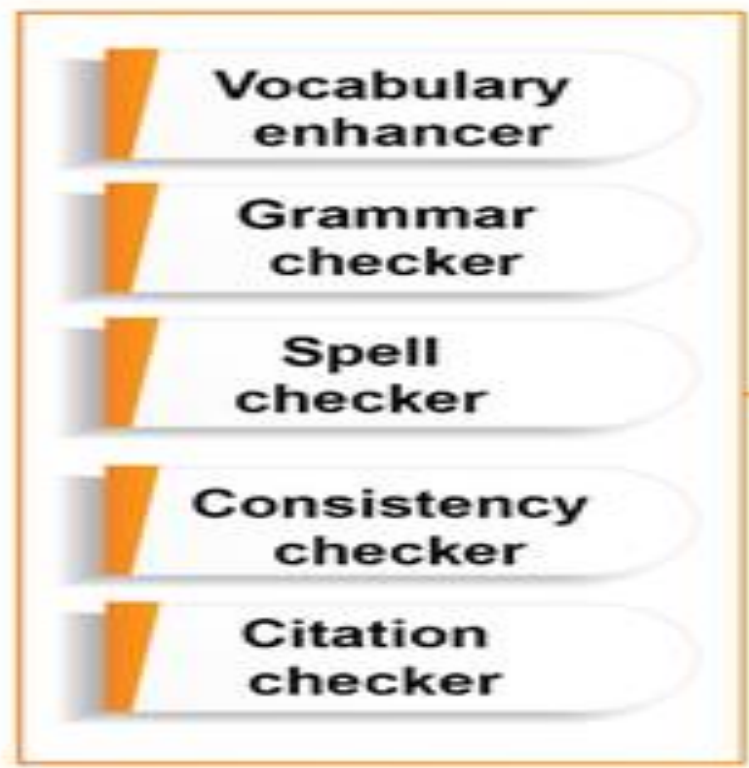 Vocabulary
enhancer
Grammar
checker
Spell
checker
Consistency
checker
Citation
checker